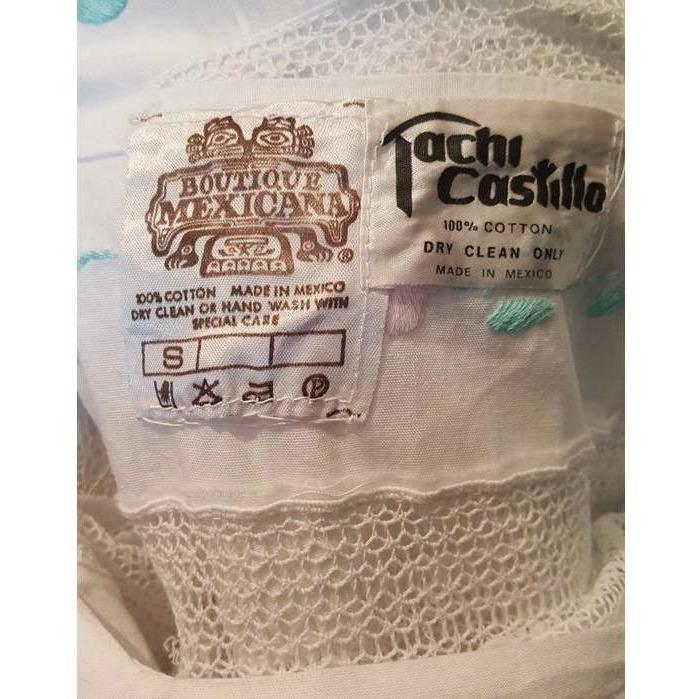 BOUTIQUE
MEXICANA
®
100% COTTON MADE IN MEXICO
DRY CLEAN OR HAND WASH WITH
SPECIAL CARE
S
P
Tachi
Castillo
100% COTTON
DRY CLEAN ONLY
MADE IN MEXICO